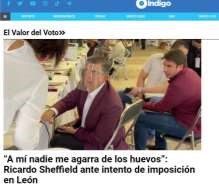 Indigo
El Valor del Voto»
"A mí nadie me agarra de los huevos":
Ricardo Sheffield ante intento de imposición
en León